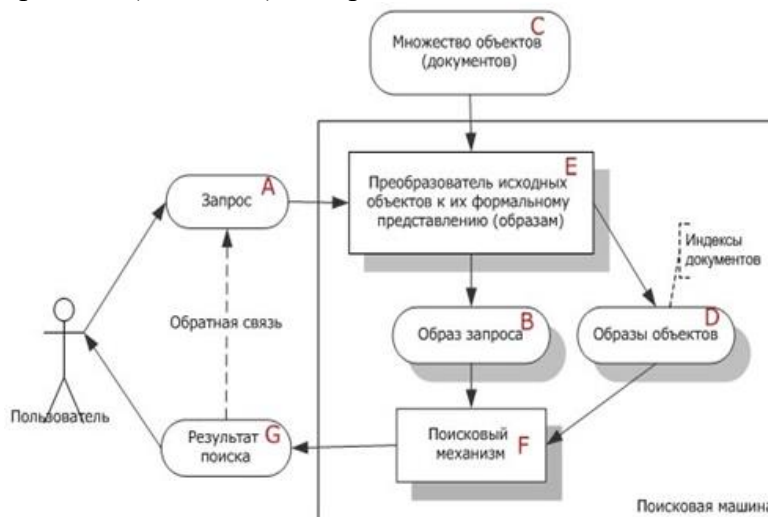 C
Множество объектов
(документов)
E
Преобразователь исходных
объектов к их формальному
представлению (образам)
A
Запрос
Индексы
документов
Обратная связь
B
Образ запроса
D
Образы объектов
Пользователь
G
Результат
поиска
Поисковый
механизм
F
Поисковая машина